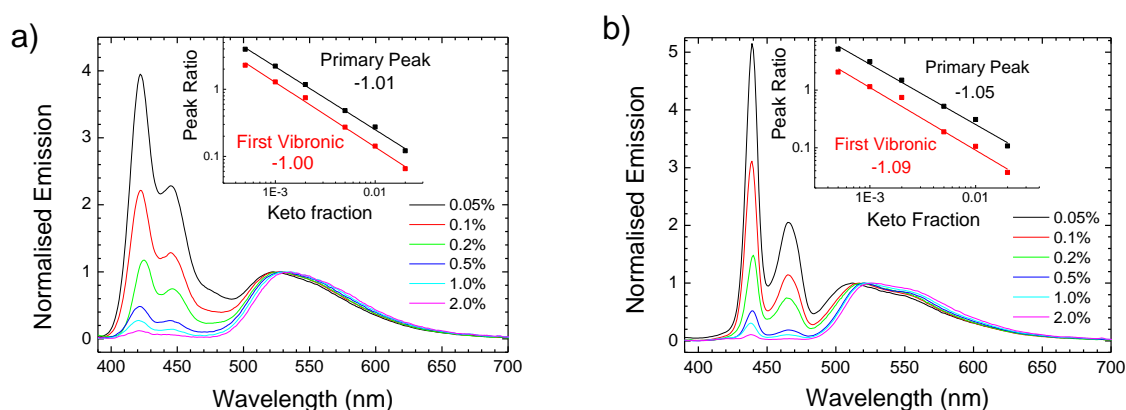 a)
Normalised Emission
4
3
2
1
0
400 450 500 550 600 650 700
Wavelength (nm)
Peak Ratio
1
0.1
1E-3 0.01
Keto fraction
Primary Peak
-1.01
First Vibronic
-1.00
0.05%
0.1%
0.2%
0.5%
1.0%
2.0%
b)
Normalised Emission
5
4
3
2
1
0
400 450 500 550 600 650 700
Wavelength (nm)
Peak Ratio
1
0.1
1E-3 0.01
Keto Fraction
Primary Peak
-1.05
First Vibronic
-1.09
0.05%
0.1%
0.2%
0.5%
1.0%
2.0%